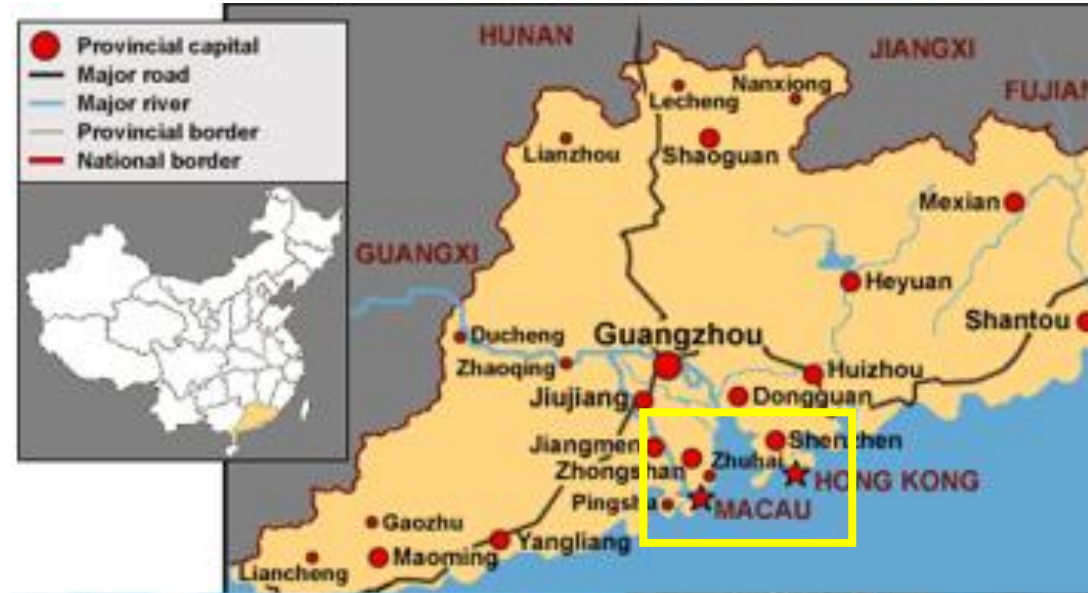 Provincial capital
Major road
Major river
Provincial border
National border
HUNAN
JIANGXI
FUJIAN
Nanxiong
Lecheng
Lianzhou
Shaoguan
Mexian
GUANGXI
Heyuan
Ducheng
Guangzhou
Shantou
Zhaoqing
Huizhou
Jiujiang
Dongguan
Jiangmen
Shenzhen
Zhongshan
Zhuhai
HONG KONG
Pingsha
MACAU
Gaozhu
Yangliang
Maoming
Liancheng